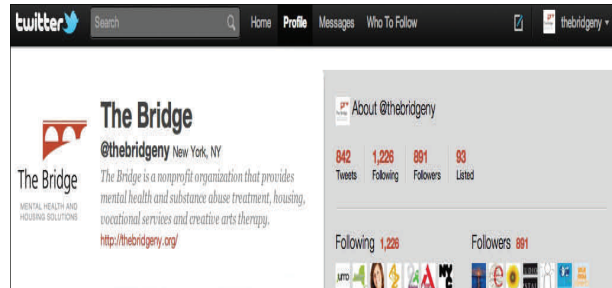 twitter
Search
Home Profile Messages Who To Follow
thebridgeny
The Bridge
MENTAL HEALTH AND
HOUSING SOLUTIONS
The Bridge
@thebridgeny New York, NY
The Bridge is a nonprofit organization that provides
mental health and substance abuse treatment, housing,
vocational services and creative arts therapy.
http://thebridgeny.org/
About @thebridgeny
842 1,226 891 93
Tweets Following Followers Listed
Following 1,226 Followers 891